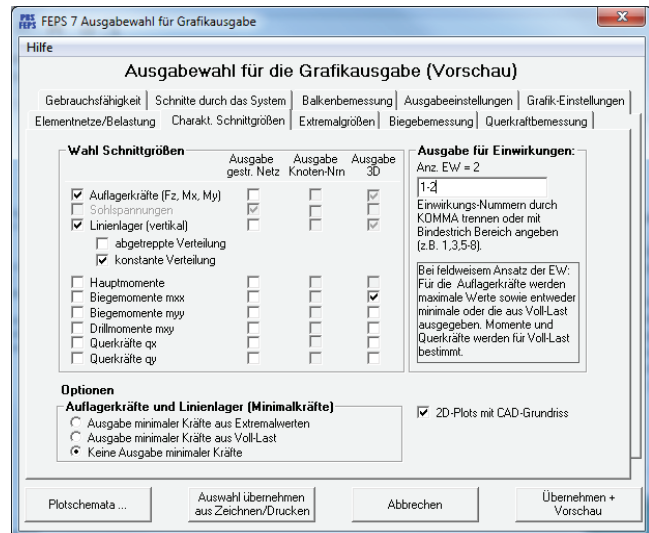 PBS FEPS
FEPS 7 Ausgabewahl für Grafikausgabe
x
Hilfe
Ausgabewahl für die Grafikausgabe (Vorschau)
Gebrauchsfähigkeit
Schnitte durch das System
Balkenbemessung
Ausgabeeinstellungen
Grafik-Einstellungen
Elementnetze/Belastung
Charakt. Schnittgrößen
Extremalgrößen
Biegebemessung
Querkraftbemessung
Wahl Schnittgrößen
Ausgabe gestr. Netz
Ausgabe Knoten-Nrn
Ausgabe 3D
Auflagerkräfte (Fz, Mx, My)
Sohlspannungen
Linienlager (vertikal)
abgetreppte Verteilung
konstante Verteilung
Hauptmomente
Biegemomente mxx
Biegemomente myy
Drillmomente mxy
Querkräfte qx
Querkräfte qy
Ausgabe für Einwirkungen:
Anz. EW = 2
1-2
Einwirkungs-Nummern durch
KOMMA trennen oder mit
Bindestrich Bereich angeben
(z.B. 1,3,5-8).
Bei feldweisem Ansatz der EW:
Für die Auflagerkräfte werden
maximale Werte sowie entweder
minimale oder die aus Voll-Last
ausgegeben. Momente und
Querkräfte werden für Voll-Last
bestimmt.
Optionen
Auflagerkräfte und Linienlager (Minimalkräfte)
Ausgabe minimaler Kräfte aus Extremalwerten
Ausgabe minimaler Kräfte aus Voll-Last
Keine Ausgabe minimaler Kräfte
2D-Plots mit CAD-Grundriss
Plotschemata ...
Auswahl übernehmen
aus Zeichnen/Drucken
Abbrechen
Übernehmen +
Vorschau